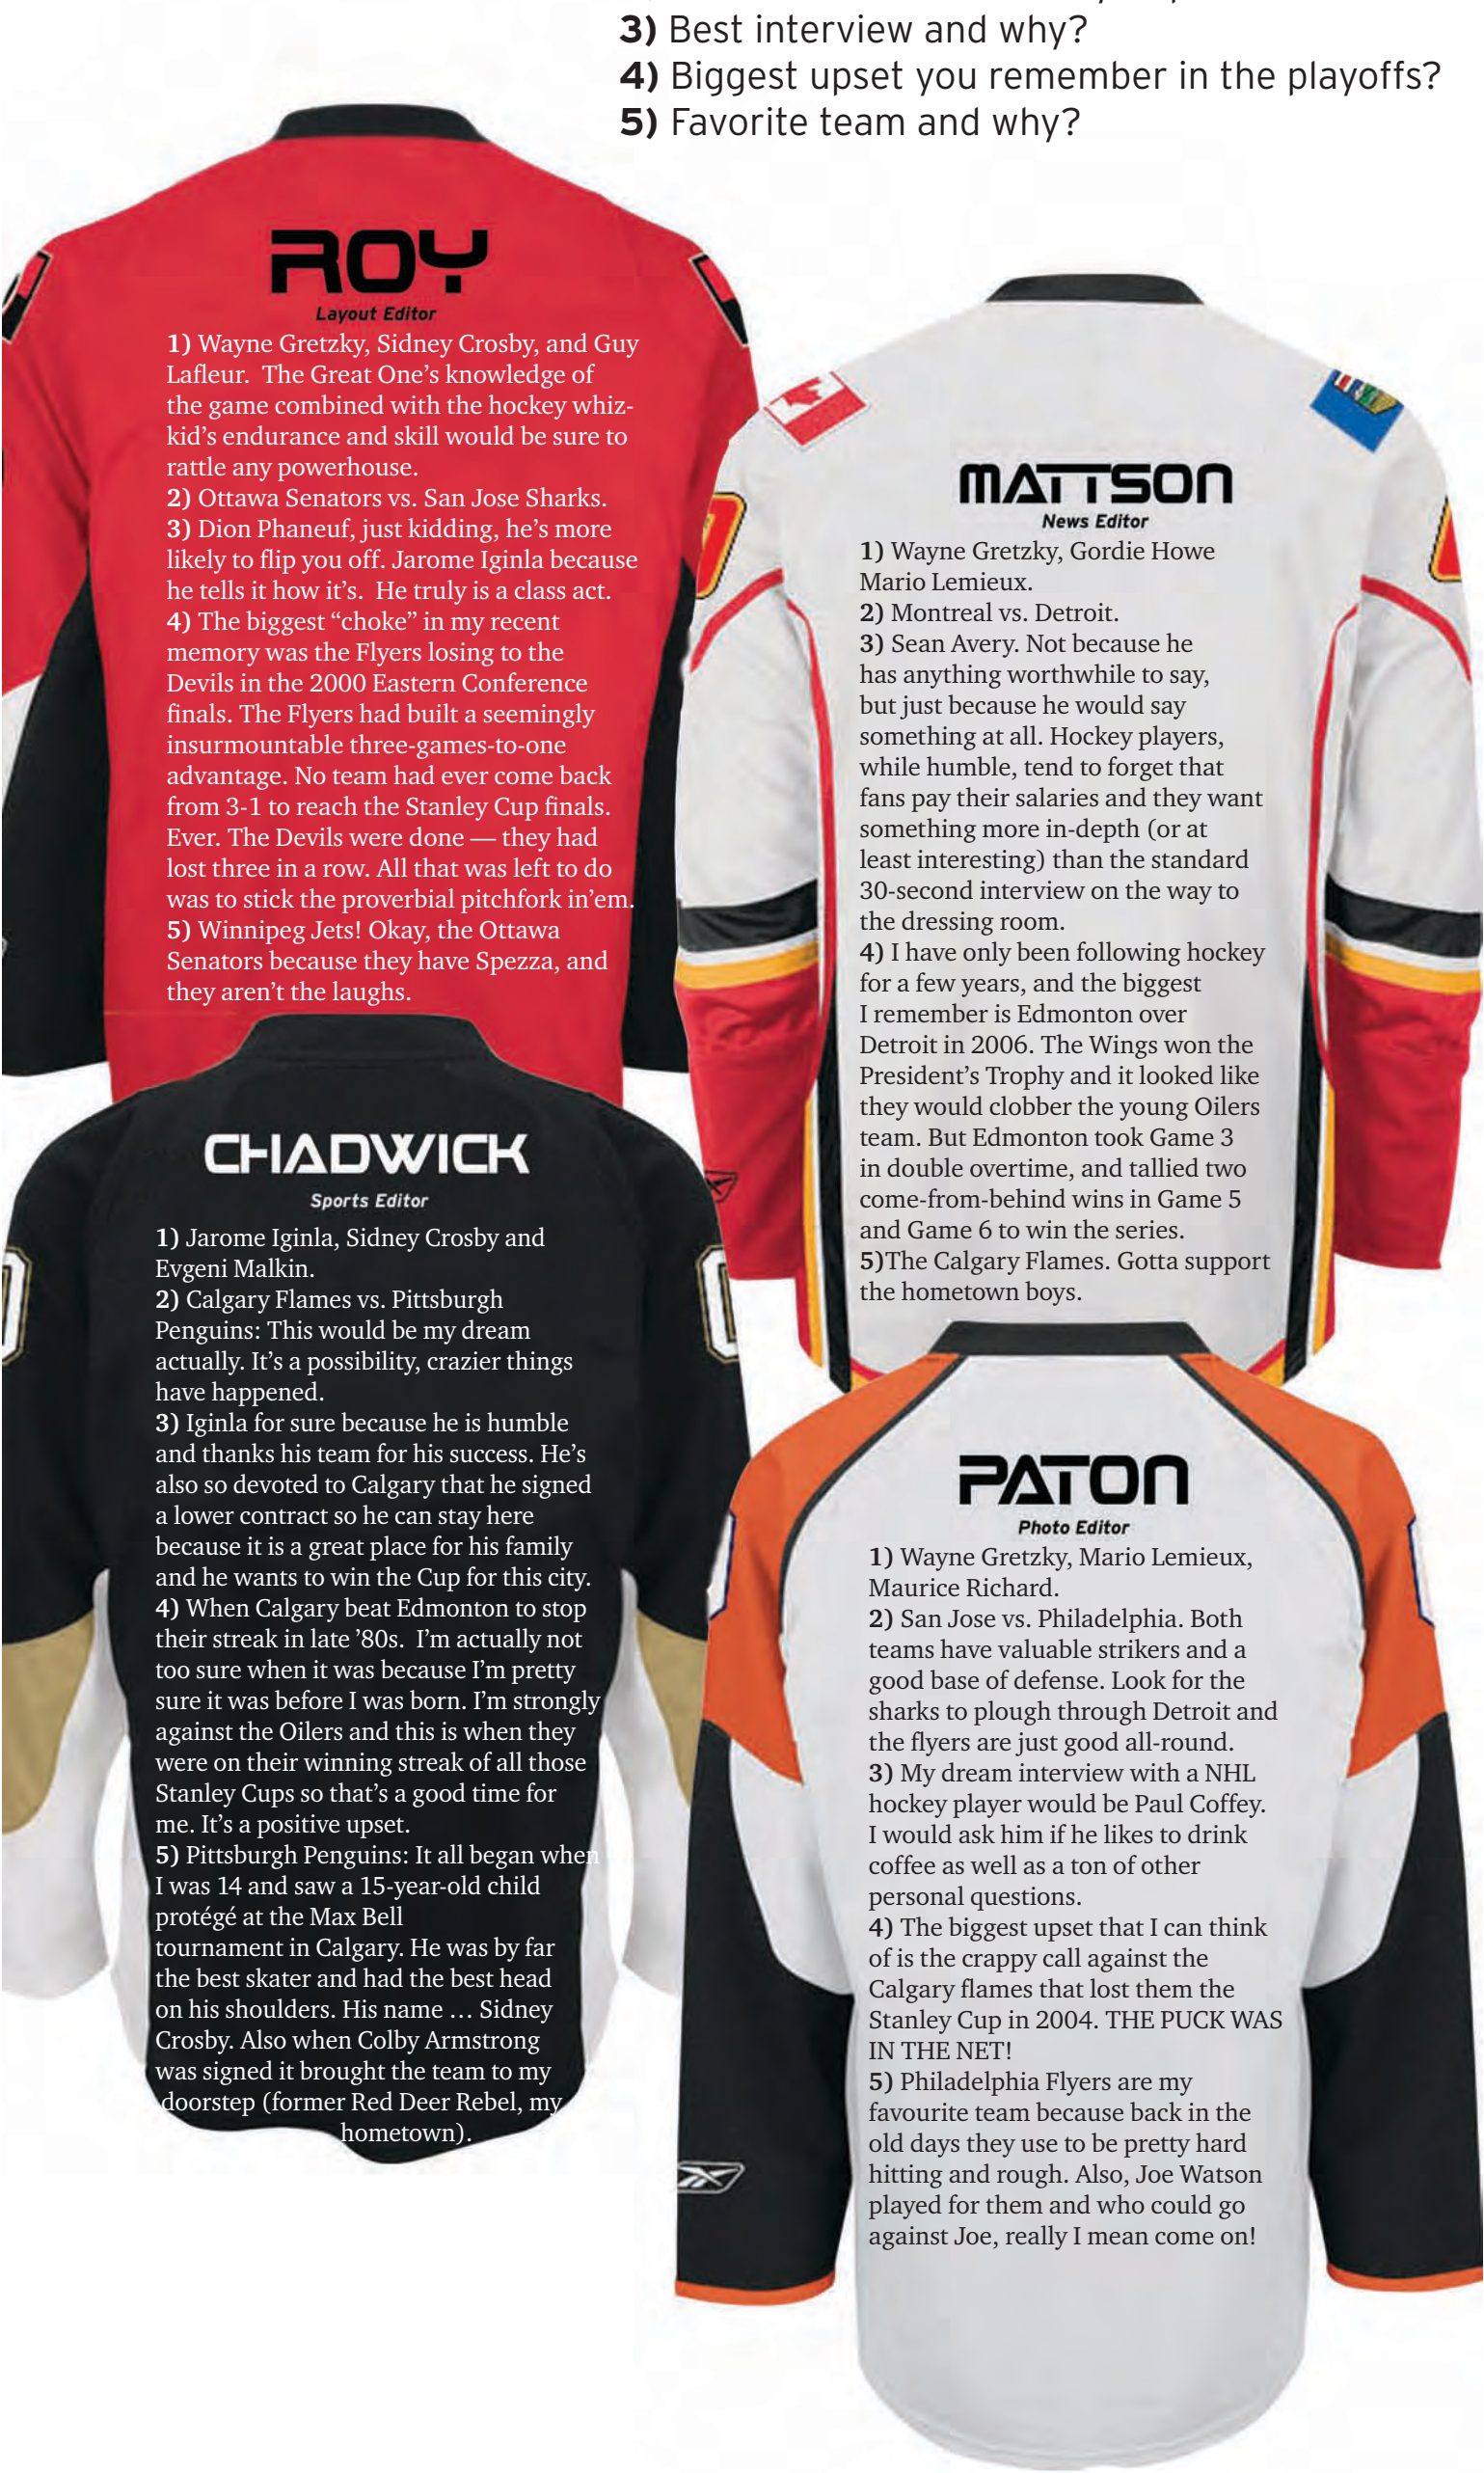 3) Best interview and why?
4) Biggest upset you remember in the playoffs?
5) Favorite team and why?
ROY
Layout Editor
1) Wayne Gretzky, Sidney Crosby, and Guy
Lafleur.  The Great One’s knowledge of
the game combined with the hockey whiz-
kid’s endurance and skill would be sure to
rattle any powerhouse.
2) Ottawa Senators vs. San Jose Sharks.
3) Dion Phaneuf, just kidding, he’s more
likely to flip you off. Jarome Iginla because
he tells it how it’s.  He truly is a class act.
4) The biggest “choke” in my recent
memory was the Flyers losing to the
Devils in the 2000 Eastern Conference
finals. The Flyers had built a seemingly
insurmountable three-games-to-one
advantage. No team had ever come back
from 3-1 to reach the Stanley Cup finals.
Ever. The Devils were done — they had
lost three in a row. All that was left to do
was to stick the proverbial pitchfork in’em.
5) Winnipeg Jets! Okay, the Ottawa
Senators because they have Spezza, and
they aren’t the laughs.
MATTSON
News Editor
1) Wayne Gretzky, Gordie Howe
Mario Lemieux.
2) Montreal vs. Detroit.
3) Sean Avery. Not because he
has anything worthwhile to say,
but just because he would say
something at all. Hockey players,
while humble, tend to forget that
fans pay their salaries and they want
something more in-depth (or at
least interesting) than the standard
30-second interview on the way to
the dressing room.
4) I have only been following hockey
for a few years, and the biggest
I remember is Edmonton over
Detroit in 2006. The Wings won the
President’s Trophy and it looked like
they would clobber the young Oilers
team. But Edmonton took Game 3
in double overtime, and tallied two
come-from-behind wins in Game 5
and Game 6 to win the series.
5)The Calgary Flames. Gotta support
the hometown boys.
CHADWICK
Sports Editor
1) Jarome Iginla, Sidney Crosby and
Evgeni Malkin.
2) Calgary Flames vs. Pittsburgh
Penguins: This would be my dream
actually. It’s a possibility, crazier things
have happened.
3) Iginla for sure because he is humble
and thanks his team for his success. He’s
also so devoted to Calgary that he signed
a lower contract so he can stay here
because it is a great place for his family
and he wants to win the Cup for this city.
4) When Calgary beat Edmonton to stop
their streak in late ’80s.  I’m actually not
too sure when it was because I’m pretty
sure it was before I was born. I’m strongly
against the Oilers and this is when they
were on their winning streak of all those
Stanley Cups so that’s a good time for
me. It’s a positive upset.
5) Pittsburgh Penguins: It all began when
I was 14 and saw a 15-year-old child
protégé at the Max Bell
tournament in Calgary. He was by far
the best skater and had the best head
on his shoulders. His name … Sidney
Crosby. Also when Colby Armstrong
was signed it brought the team to my
doorstep (former Red Deer Rebel, my
hometown).
PATON
Photo Editor
1) Wayne Gretzky, Mario Lemieux,
Maurice Richard.
2) San Jose vs. Philadelphia. Both
teams have valuable strikers and a
good base of defense. Look for the
sharks to plough through Detroit and
the flyers are just good all-round.
3) My dream interview with a NHL
hockey player would be Paul Coffey.
I would ask him if he likes to drink
coffee as well as a ton of other
personal questions.
4) The biggest upset that I can think
of is the crappy call against the
Calgary flames that lost them the
Stanley Cup in 2004. THE PUCK WAS
IN THE NET!
5) Philadelphia Flyers are my
favourite team because back in the
old days they use to be pretty hard
hitting and rough. Also, Joe Watson
played for them and who could go
against Joe, really I mean come on!